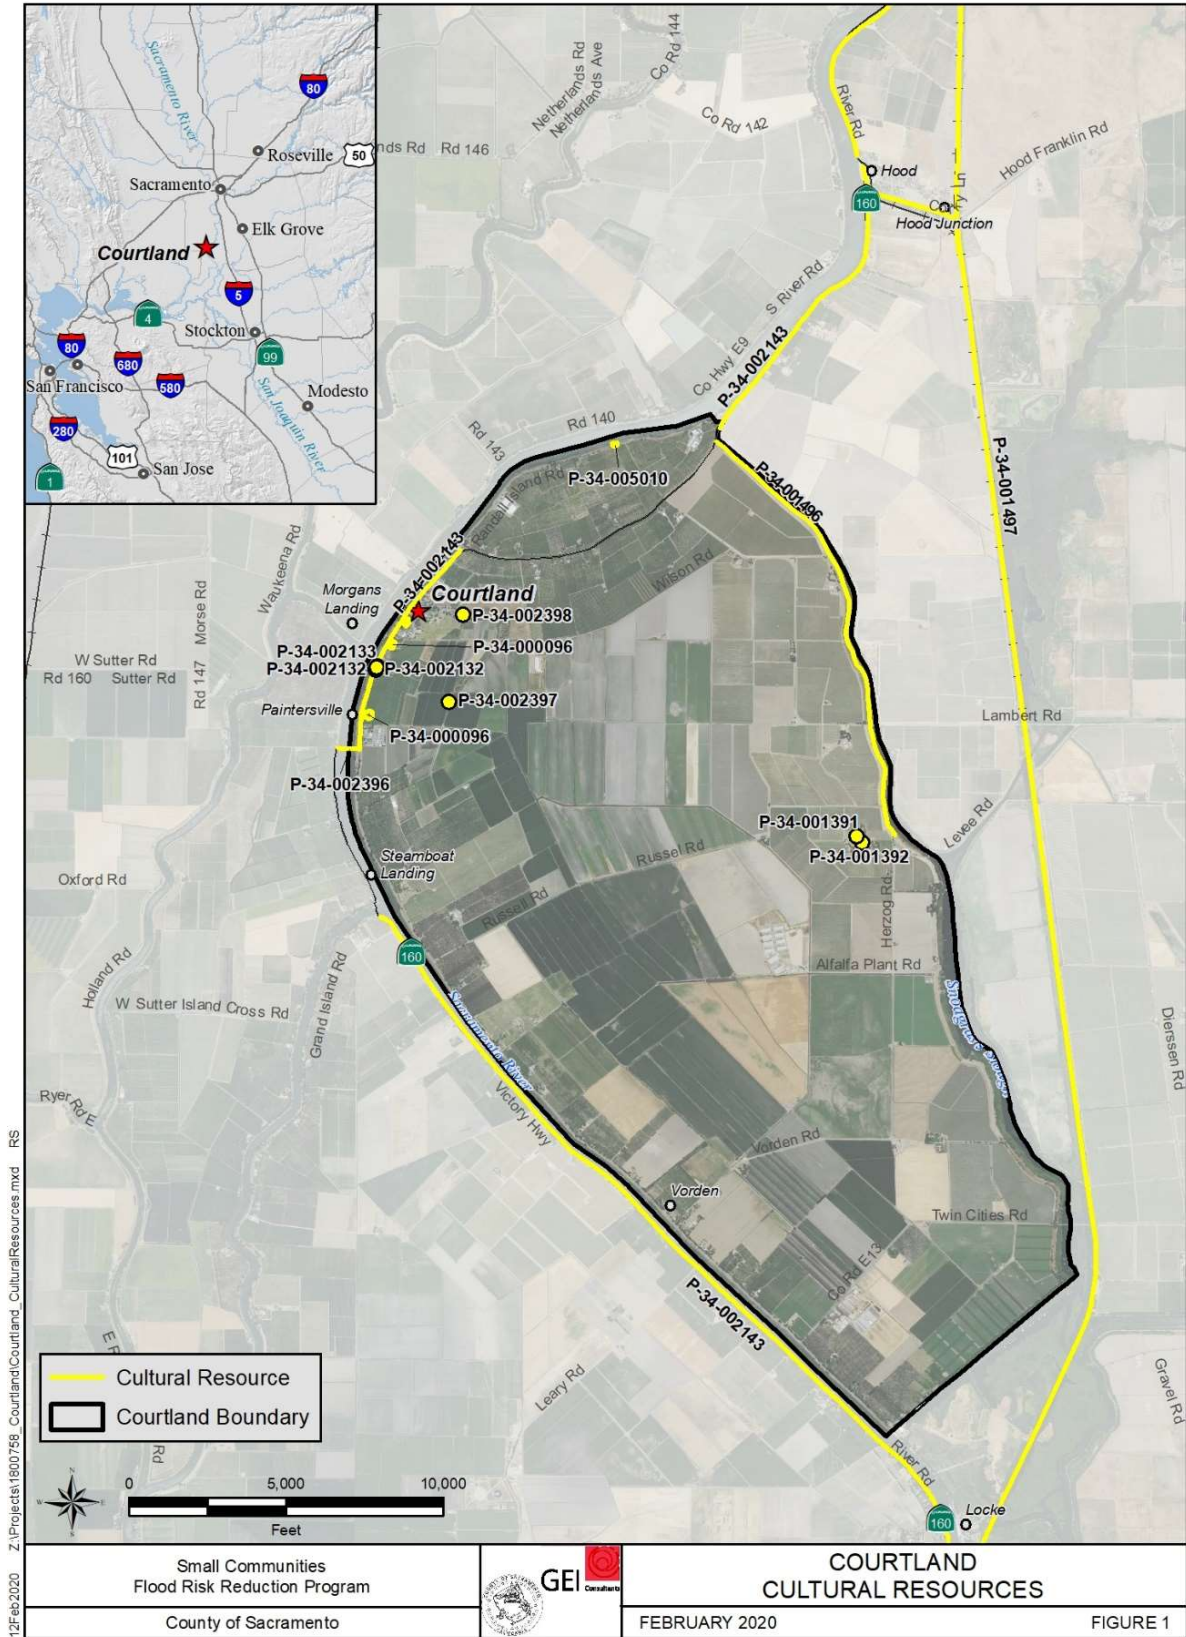 80
Sacramento River
Roseville
50
Sacramento
Elk Grove
Courtland
5
4
Stockton
80
99
680
San Francisco
580
Modesto
San Joaquin River
280
101
San Jose
1
Netherlands Rd
Netherlands Ave
Co Rd 144
Co Rd 142
nds Rd
Rd 146
River Rd
Hood Franklin Rd
Hood
160
Hood Junction
S River Rd
Co Hwy E9
P-34-002143
Rd 140
Rd 143
P-34-005010
Randall Island Rd
P-34-001496
P-34-001497
Waukeena Rd
P-34-002143
Wilson Rd
Morgans
Landing
Courtland
P-34-002398
Morse Rd
P-34-002133
P-34-000096
W Sutter Rd
P-34-002132
P-34-002132
Rd 160
Sutter Rd
Rd 147
P-34-002397
Paintersville
Lambert Rd
P-34-000096
P-34-002396
P-34-001391
Levee Rd
Steamboat
Landing
Russel Rd
P-34-001392
Oxford Rd
Russell Rd
Herzog Rd
160
Alfalfa Plant Rd
Holland Rd
W Sutter Island Cross Rd
Grand Island Rd
Sacramento River
Snodgrass Slough
Dierssen Rd
Ryer Rd E
Victory Hwy
Vorden Rd
Vorden
Twin Cities Rd
Co Rd E13
P-34-002143
E R
Leary Rd
Gravel Rd
Cultural Resource
Courtland Boundary
Rd
River Rd
N
W
E
S
0
5,000
10,000
Feet
160
Locke
12Feb2020 Z:\Projects\1800758_Courtland\Courtland_CulturalResources.mxd RS
Small Communities
Flood Risk Reduction Program
County of Sacramento
GEI Consultants
COURTLAND
CULTURAL RESOURCES
FEBRUARY 2020
FIGURE 1